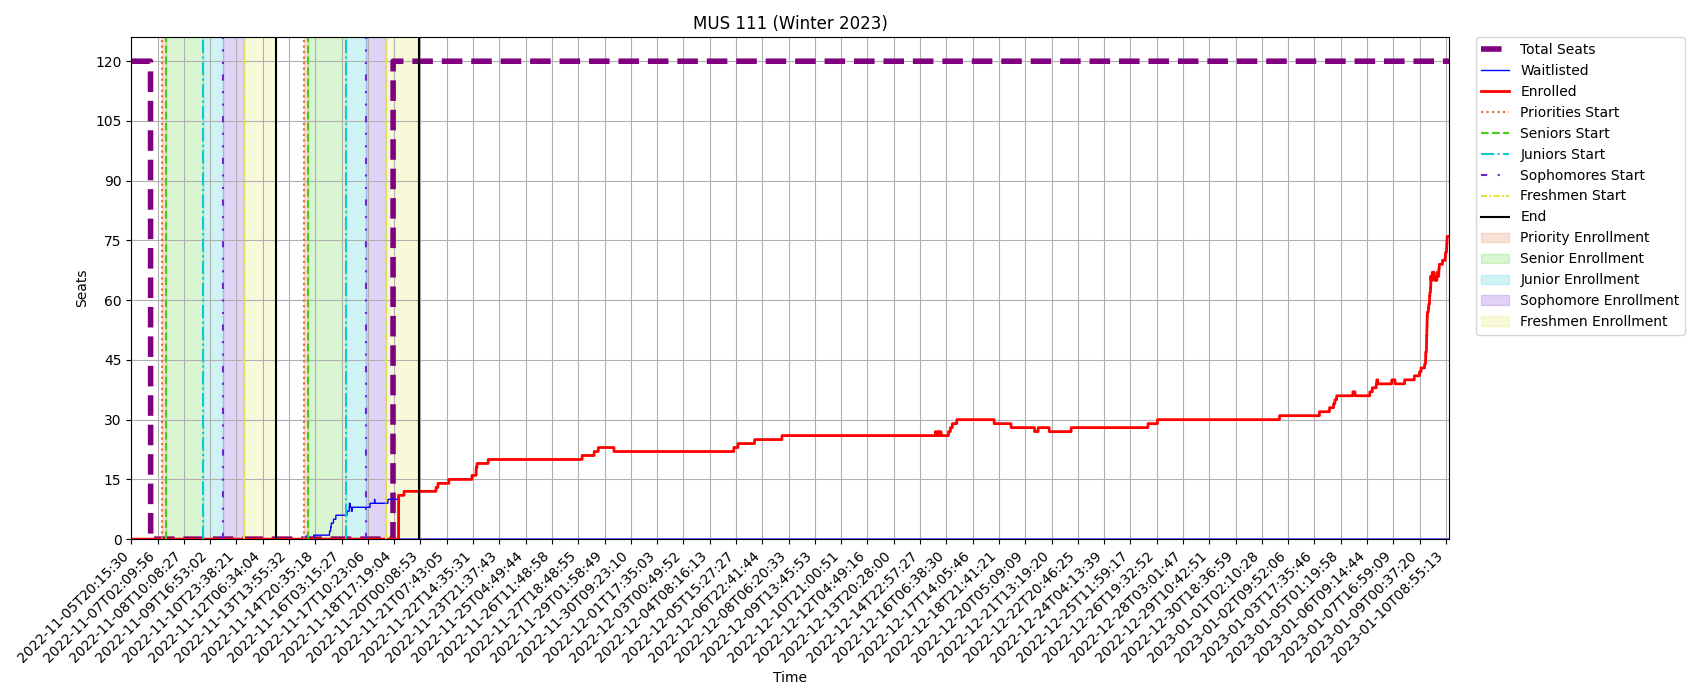 MUS 111 (Winter 2023)
Seats
120
105
90
75
60
45
30
15
0
2022-11-05T20:15:30
2022-11-07T02:09:56
2022-11-08T10:08:27
2022-11-09T16:53:02
2022-11-10T23:38:21
2022-11-12T06:34:04
2022-11-13T13:55:32
2022-11-14T20:35:18
2022-11-16T03:15:27
2022-11-17T10:23:06
2022-11-18T17:19:04
2022-11-20T00:08:53
2022-11-21T07:43:05
2022-11-22T14:35:31
2022-11-23T21:37:43
2022-11-25T04:49:44
2022-11-26T11:48:58
2022-11-27T18:48:55
2022-11-29T01:58:49
2022-11-30T09:23:10
2022-12-01T17:35:03
2022-12-03T00:49:52
2022-12-04T08:16:13
2022-12-05T15:27:27
2022-12-06T22:41:44
2022-12-08T06:20:33
2022-12-09T13:45:53
2022-12-10T21:00:51
2022-12-12T04:49:16
2022-12-13T20:28:00
2022-12-14T22:57:27
2022-12-16T06:38:30
2022-12-17T14:05:46
2022-12-18T21:41:21
2022-12-20T05:09:09
2022-12-21T13:19:20
2022-12-22T20:46:25
2022-12-24T04:13:39
2022-12-25T11:59:17
2022-12-26T19:32:52
2022-12-28T03:01:47
2022-12-29T10:42:51
2022-12-30T18:36:59
2023-01-01T02:10:28
2023-01-02T09:52:06
2023-01-03T17:35:46
2023-01-05T01:19:58
2023-01-06T09:14:44
2023-01-07T16:59:09
2023-01-09T00:37:20
2023-01-10T08:55:13
Time
Total Seats
Waitlisted
Enrolled
Priorities Start
Seniors Start
Juniors Start
Sophomores Start
Freshmen Start
End
Priority Enrollment
Senior Enrollment
Junior Enrollment
Sophomore Enrollment
Freshmen Enrollment